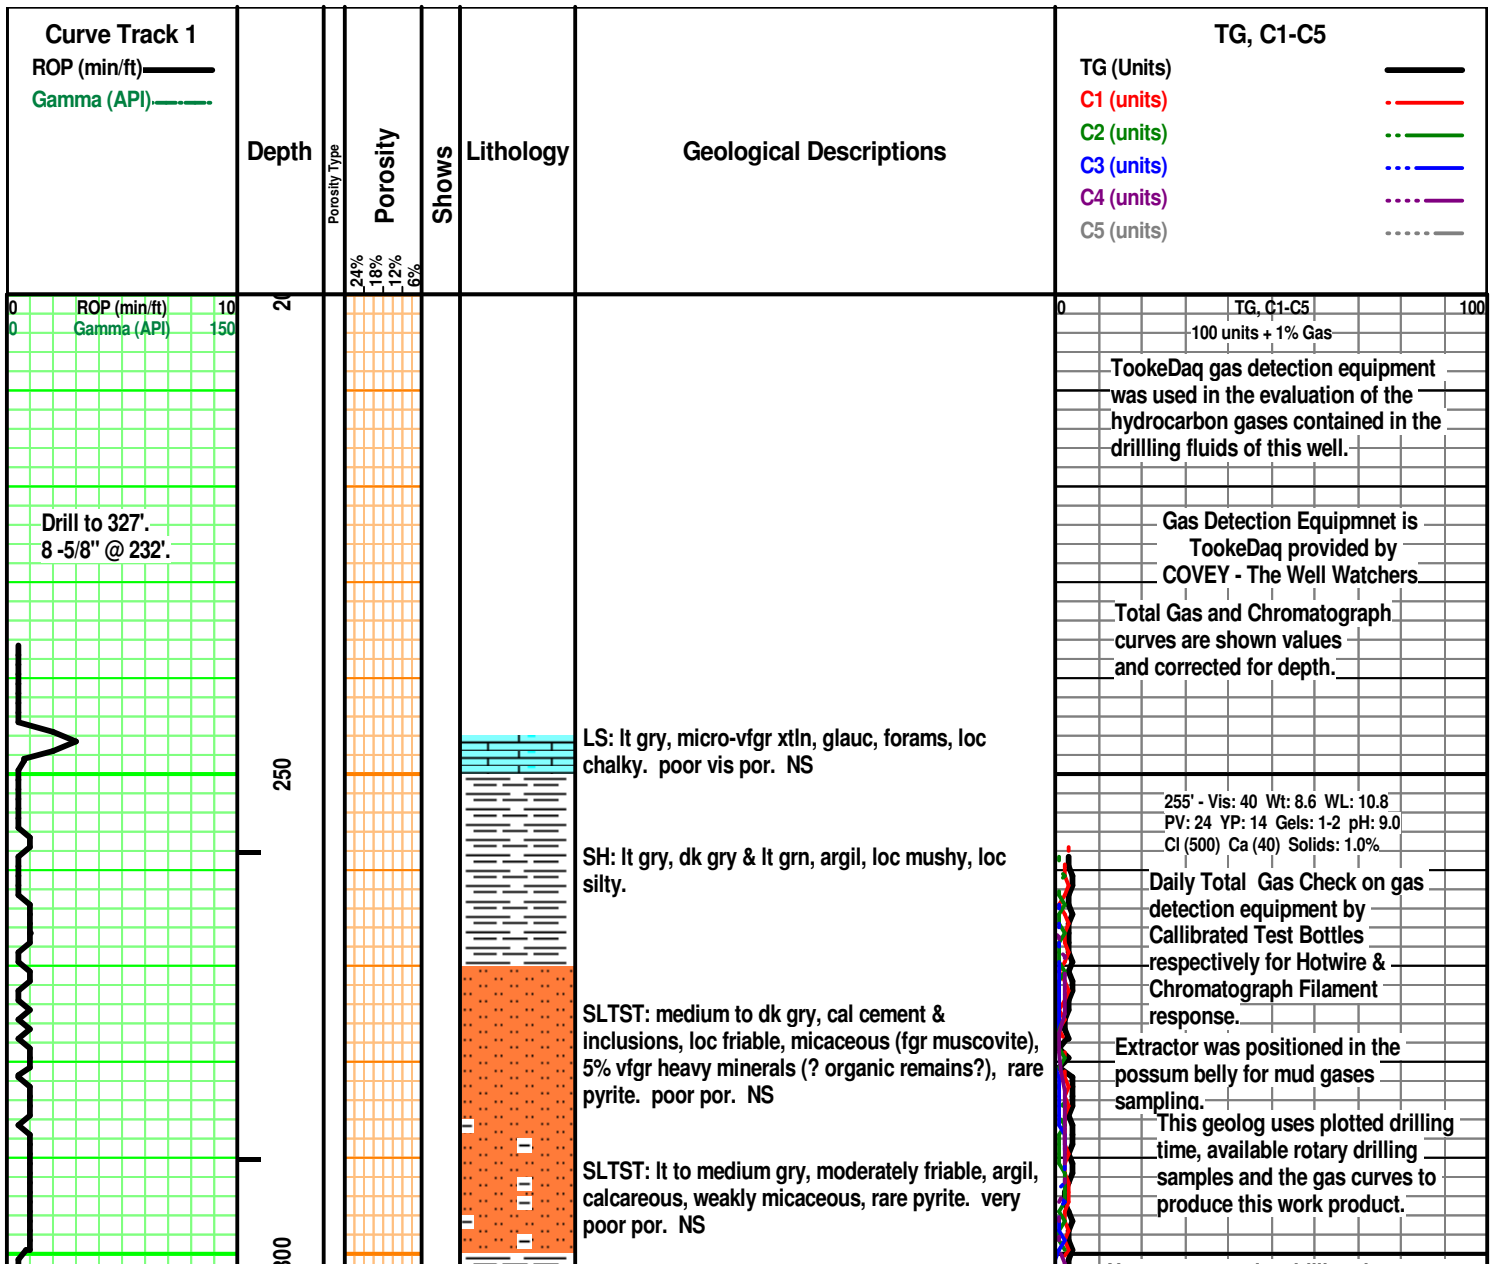 Curve Track 1
ROP (min/ft)
Gamma (API)
Depth
Porosity Type
Porosity
24%
18%
12%
6%
Shows
Lithology
Geological Descriptions
TG, C1-C5
TG (Units)
C1 (units)
C2 (units)
C3 (units)
C4 (units)
C5 (units)
0 ROP (min/ft) 10
0 Gamma (API) 150
0 TG, C1-C5 100
100 units + 1% Gas
TookeDaq gas detection equipment
was used in the evaluation of the
hydrocarbon gases contained in the
drillling fluids of this well.
Drill to 327'.
8 -5/8" @ 232'.
Gas Detection Equipmnet is
TookeDaq provided by
COVEY - The Well Watchers
Total Gas and Chromatograph
curves are shown values
and corrected for depth.
250
LS: lt gry, micro-vfgr xtln, glauc, forams, loc
chalky.  poor vis por.  NS
255' - Vis: 40  Wt: 8.6  WL: 10.8
PV: 24  YP: 14  Gels: 1-2  pH: 9.0
Cl (500)  Ca (40)  Solids: 1.0%
SH: lt gry, dk gry & lt grn, argil, loc mushy, loc
silty.
Daily Total  Gas Check on gas
detection equipment by
Callibrated Test Bottles
respectively for Hotwire &
Chromatograph Filament
response.
SLTST: medium to dk gry, cal cement &
inclusions, loc friable, micaceous (fgr muscovite),
5% vfgr heavy minerals (? organic remains?),  rare
pyrite.  poor por.  NS
Extractor was positioned in the
possum belly for mud gases
sampling.
This geolog uses plotted drilling
time, available rotary drilling
samples and the gas curves to
produce this work product.
SLTST: lt to medium gry, moderately friable, argil,
calcareous, weakly micaceous, rare pyrite.  very
poor por.  NS
300